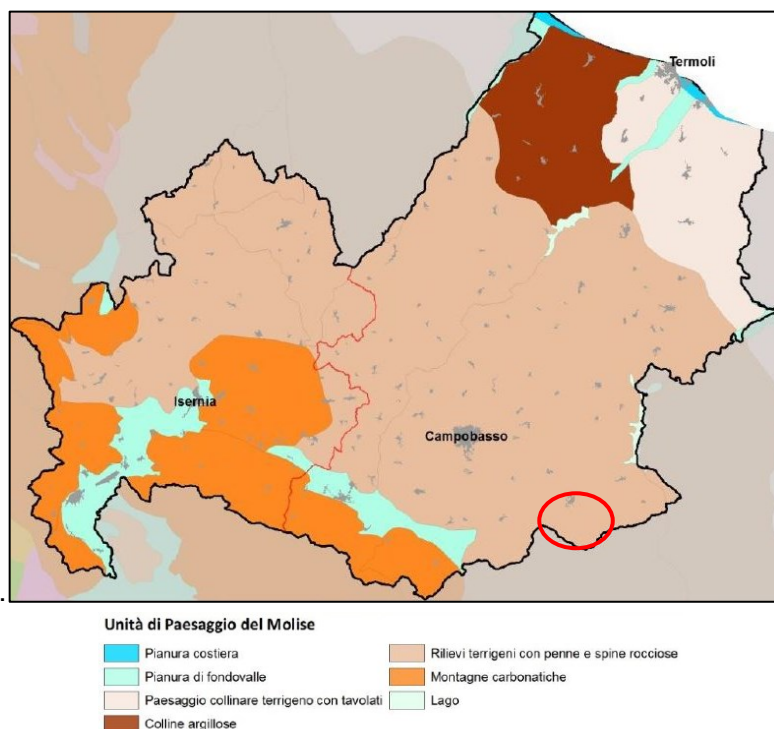 Termoli
Isernia
Campobasso
.
Unità di Paesaggio del Molise
Pianura costiera
Pianura di fondovalle
Paesaggio collinare terrigeno con tavolati
Colline argillose
Rilievi terrigeni con penne e spine rocciose
Montagne carbonatiche
Lago